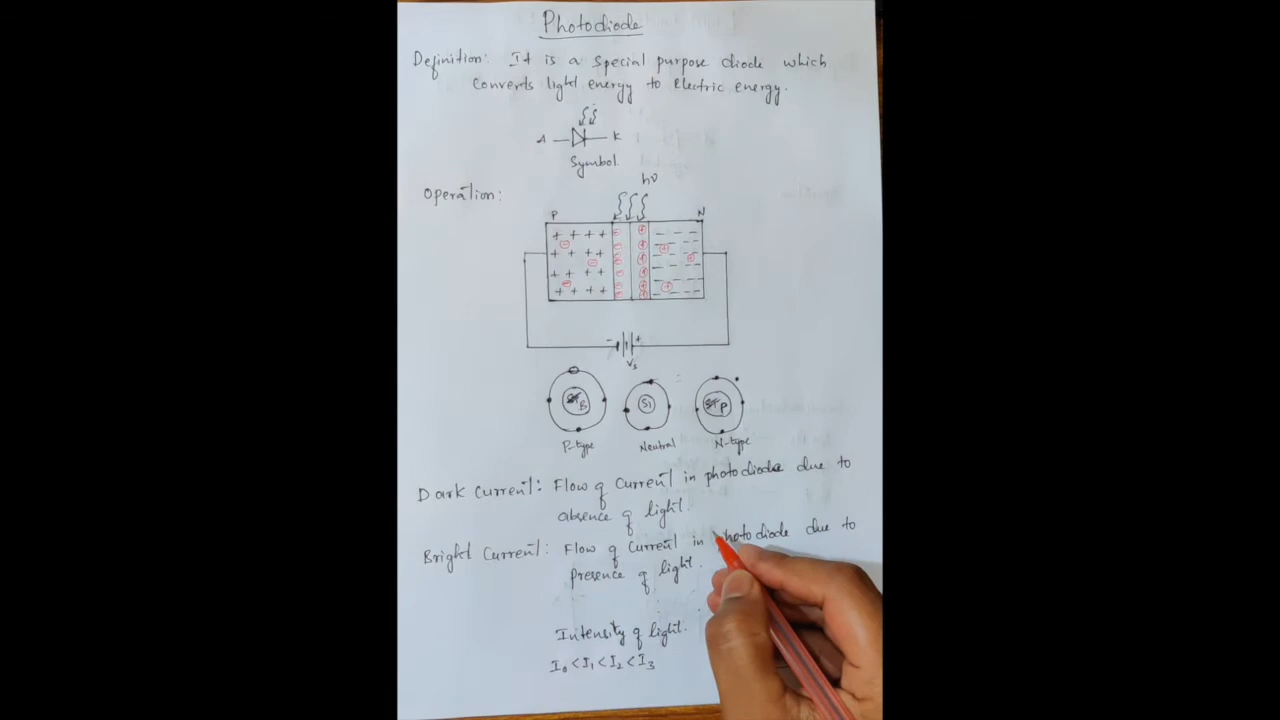 Photodiode
Definition: It is a special purpose diode which
converts light energy to electric energy.
A K
Symbol.
hν
Operation:
P N
- +
Vs
B Si P
P-type Neutral N-type
Dark Current: Flow of Current in photodiode due to
absence of light.
Bright Current: Flow of Current in photodiode due to
Presence of light.
Intensity of light.
I0 < I1 < I2 < I3